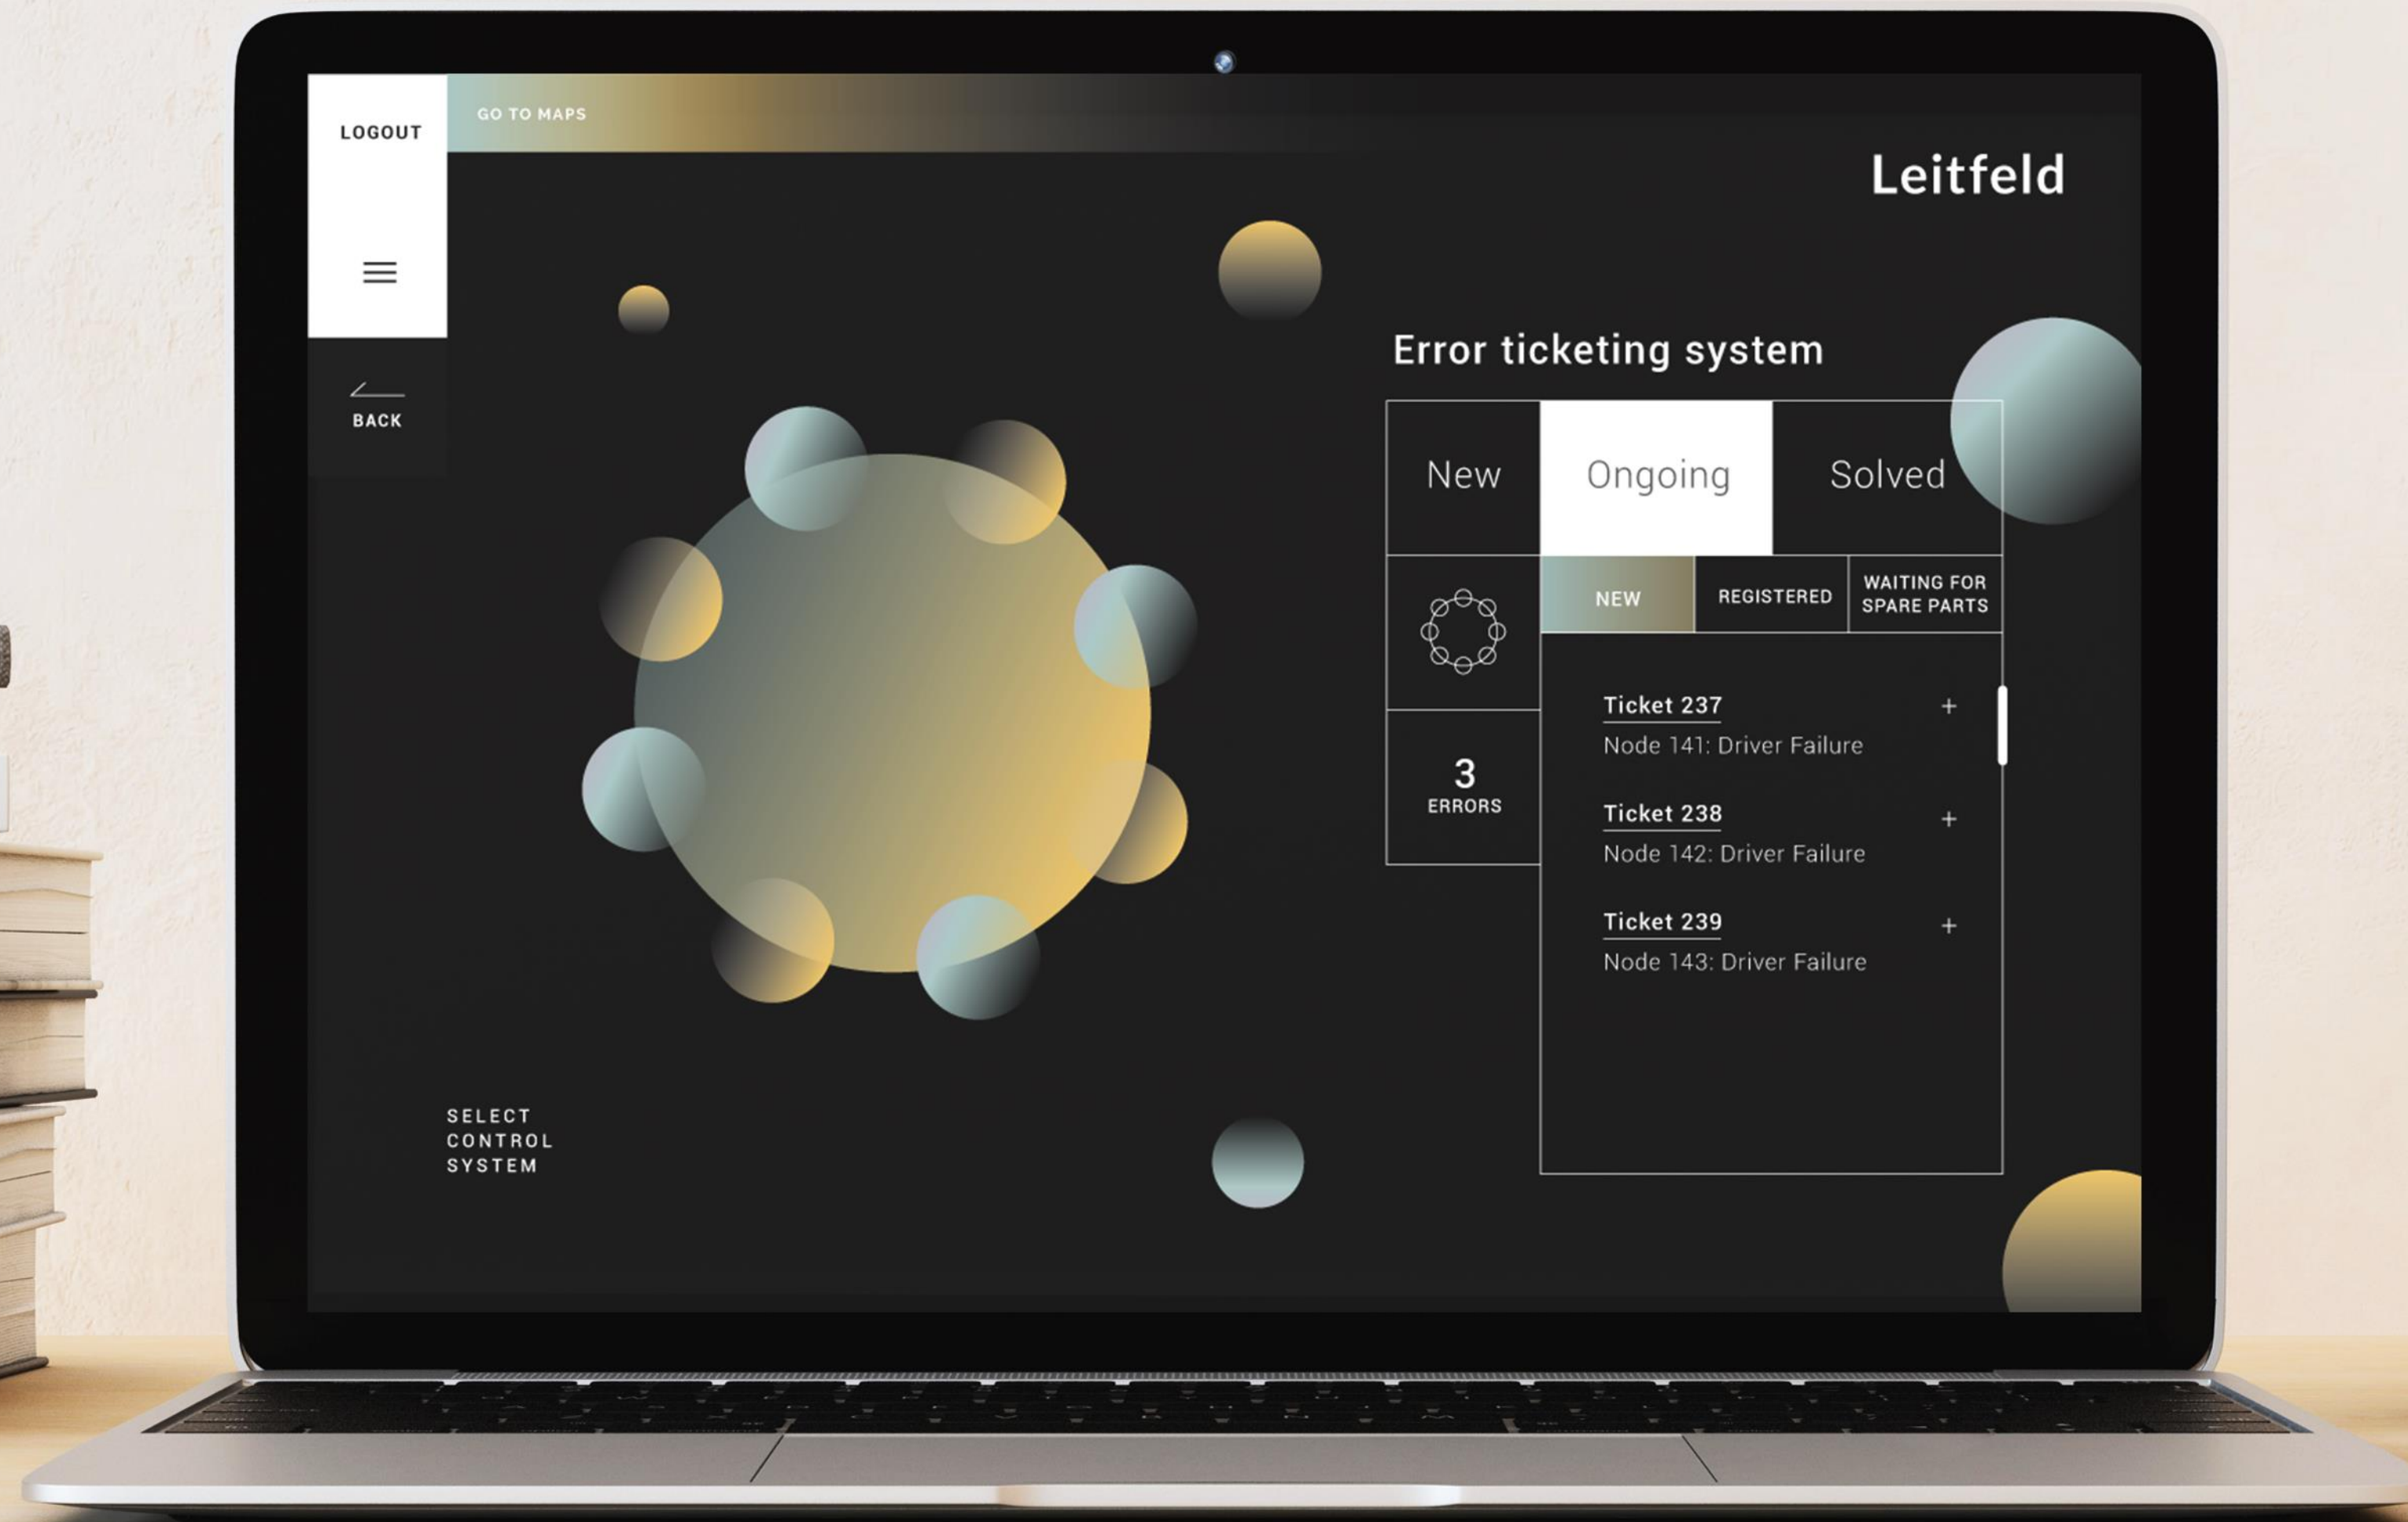 LOGOUT
GO TO MAPS
Leitfeld
BACK
Error ticketing system
New
Ongoing
Solved
NEW
REGISTERED
WAITING FOR
SPARE PARTS
3
ERRORS
Ticket 237
+
Node 141: Driver Failure
Ticket 238
+
Node 142: Driver Failure
Ticket 239
+
Node 143: Driver Failure
SELECT
CONTROL
SYSTEM